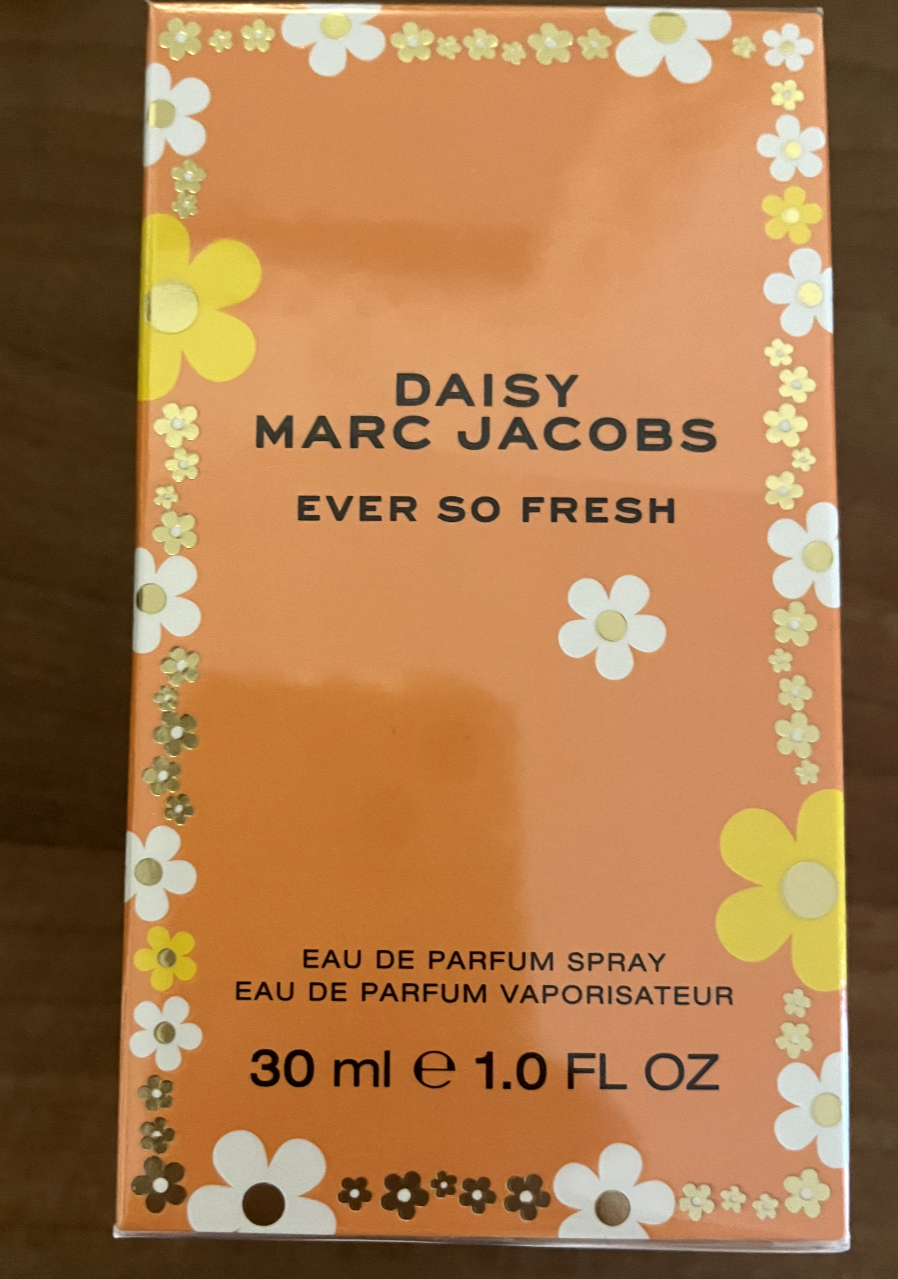 DAISY
MARC JACOBS
EVER SO FRESH
EAU DE PARFUM SPRAY
EAU DE PARFUM VAPORISATEUR
30 ml ℮ 1.0 FL OZ